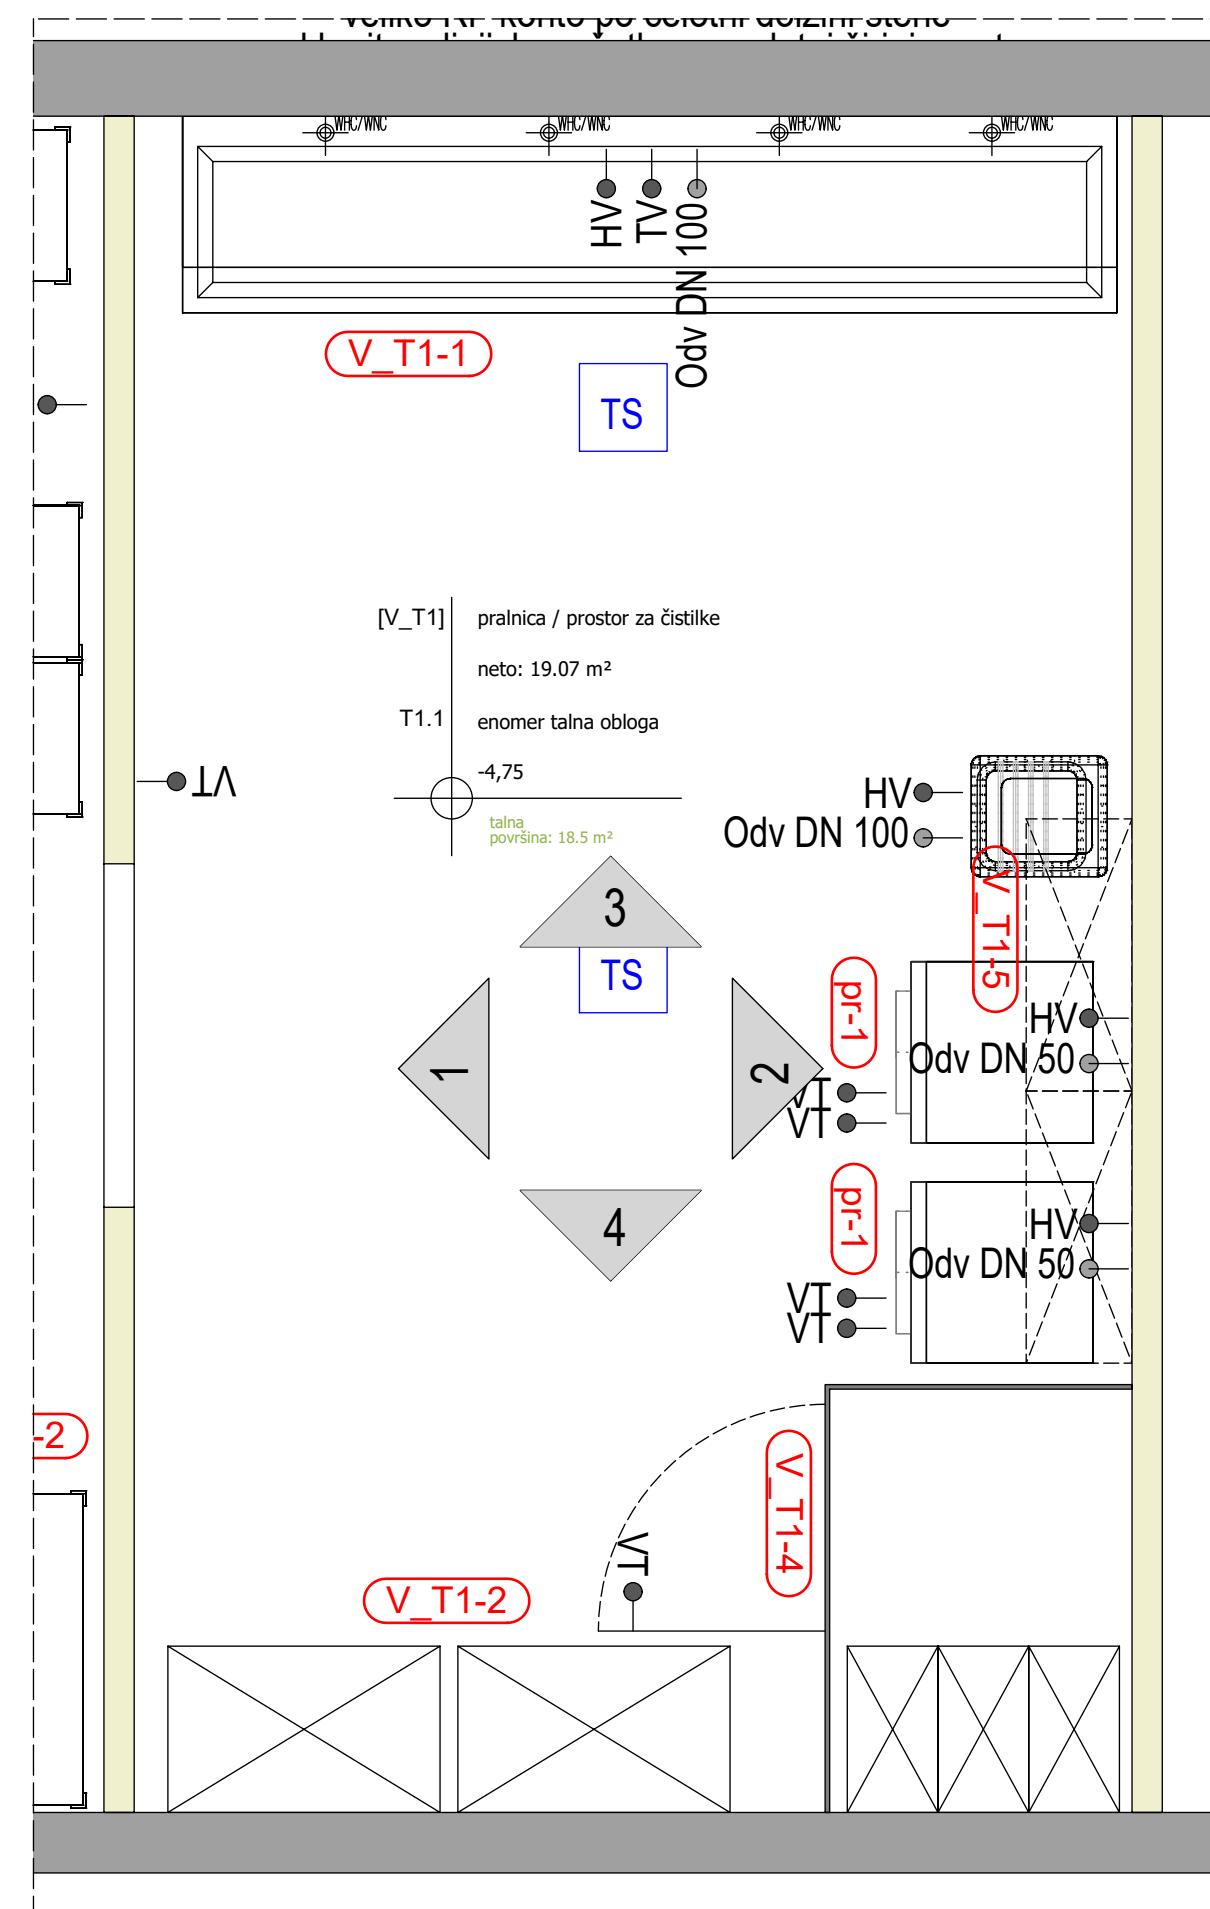 WHC/WNC
WHC/WNC
WHC/WNC
WHC/WNC
HV
TV
Odv DN 100
V_T1-1
TS
[V_T1]
pralnica / prostor za čistilke
neto: 19.07 m²
T1.1
enomer talna obloga
-4,75
talna
površina: 18.5 m²
VT
HV
Odv DN 100
V_T1-5
3
TS
1
2
4
pr-1
HV
Odv DN 50
VT
VT
pr-1
HV
Odv DN 50
VT
VT
-2
V_T1-4
VT
V_T1-2